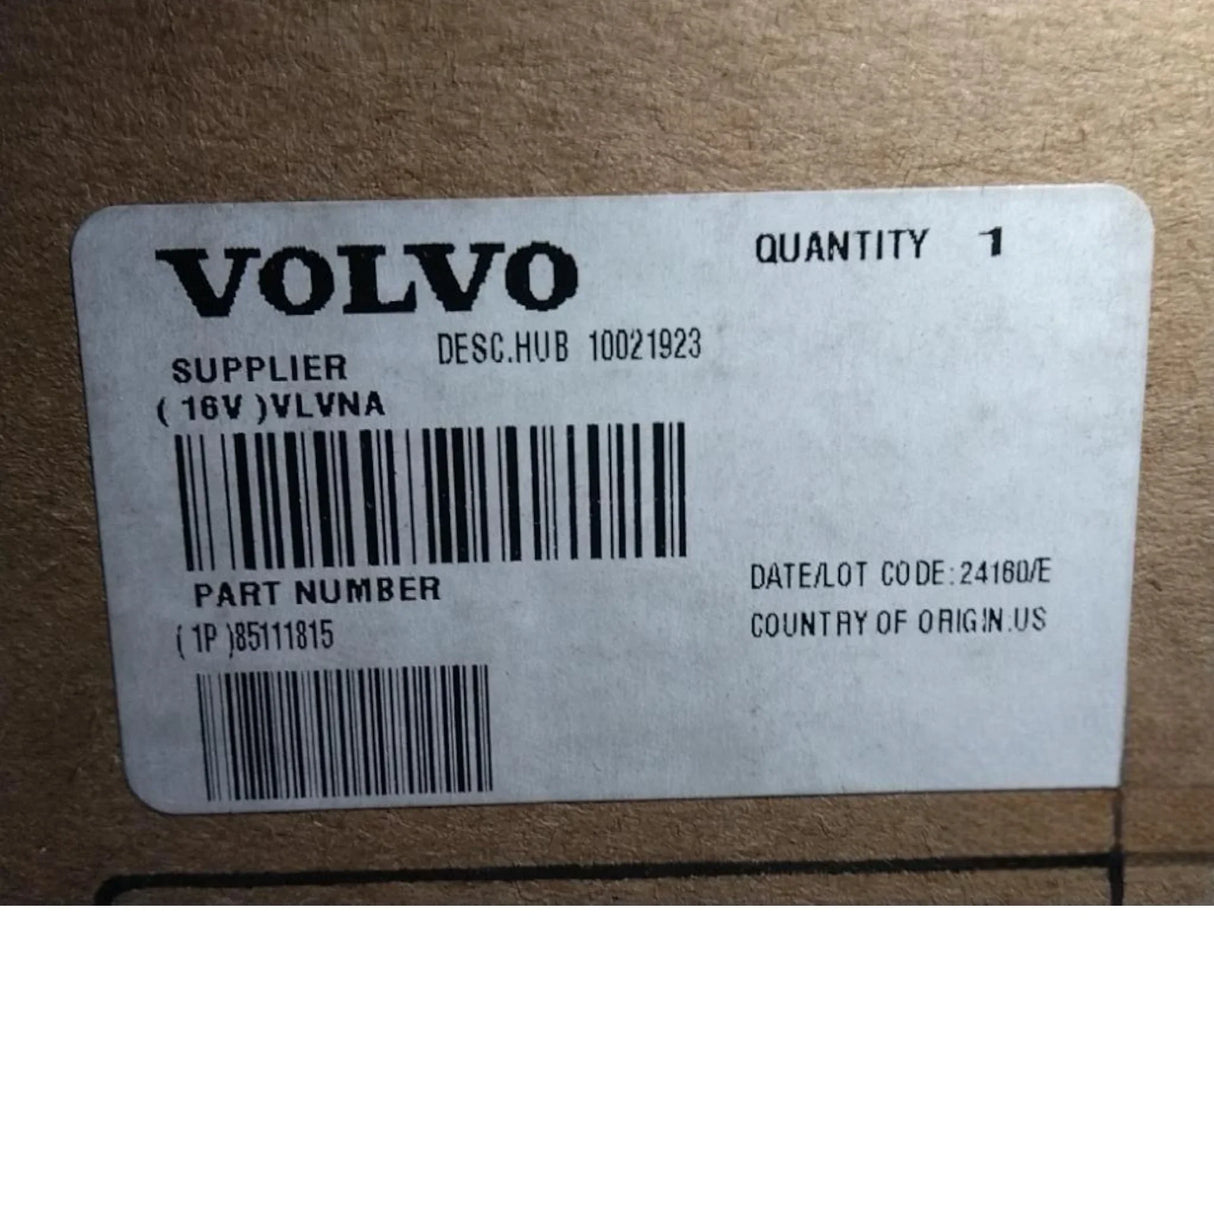 VOLVO
QUANTITY 1
DESC.HUB 10021923
SUPPLIER
( 16V )VLVNA
PART NUMBER
( 1P )85111815
DATE/LOT CODE:24160/E
COUNTRY OF ORIGIN:US